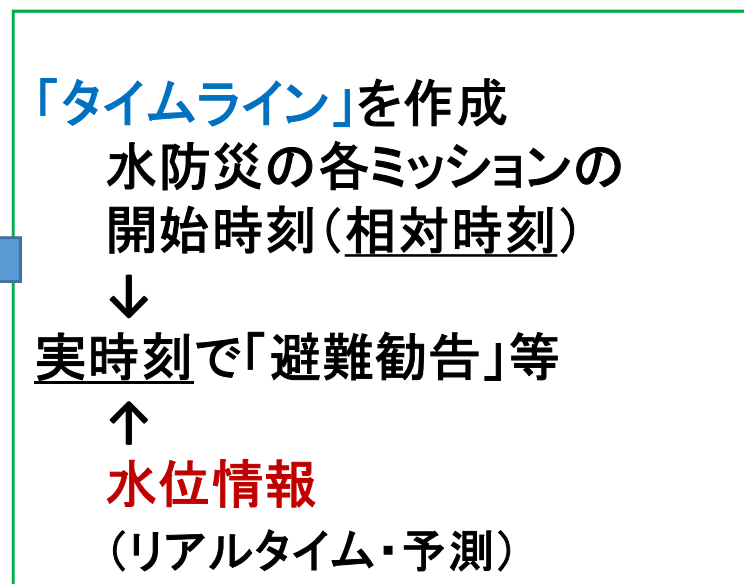 「タイムライン」を作成
水防災の各ミッションの
開始時刻（相対時刻）
↓
実時刻で「避難勧告」等
↑
水位情報
（リアルタイム・予測）